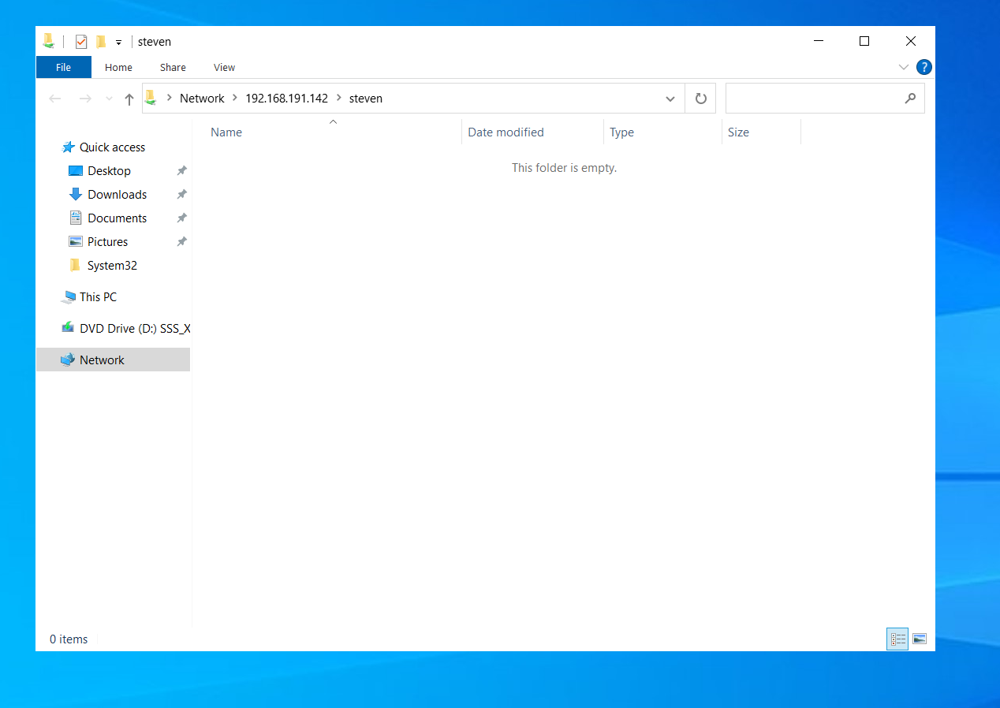 steven
File Home Share View ?
Network 192.168.191.142 steven
Name Date modified Type Size
This folder is empty.
Quick access
Desktop
Downloads
Documents
Pictures
System32
This PC
DVD Drive (D:) SSS_X
Network
0 items